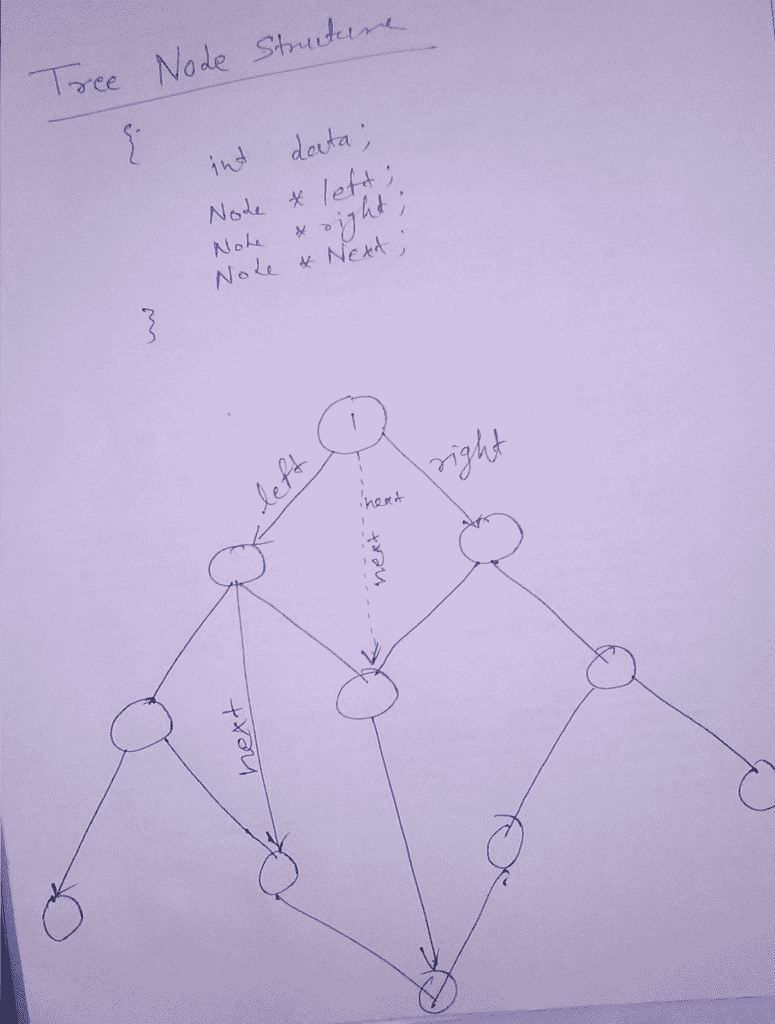 Tree Node Structure
{
int data;
Node * left;
Node * right;
Node * Next;
}
1
left
right
next
next
next